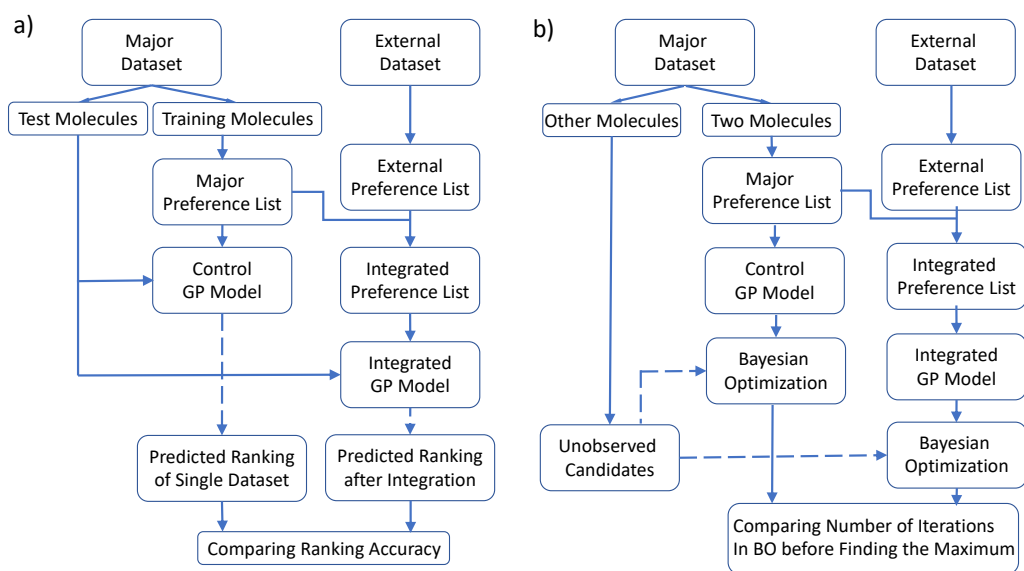 a)
Major
Dataset
External
Dataset
Test Molecules
Training Molecules
Major
Preference List
External
Preference List
Control
GP Model
Integrated
Preference List
Integrated
GP Model
Predicted Ranking
of Single Dataset
Predicted Ranking
after Integration
Comparing Ranking Accuracy
b)
Major
Dataset
External
Dataset
Other Molecules
Two Molecules
Major
Preference List
External
Preference List
Control
GP Model
Integrated
Preference List
Bayesian
Optimization
Integrated
GP Model
Unobserved
Candidates
Bayesian
Optimization
Comparing Number of Iterations
In BO before Finding the Maximum